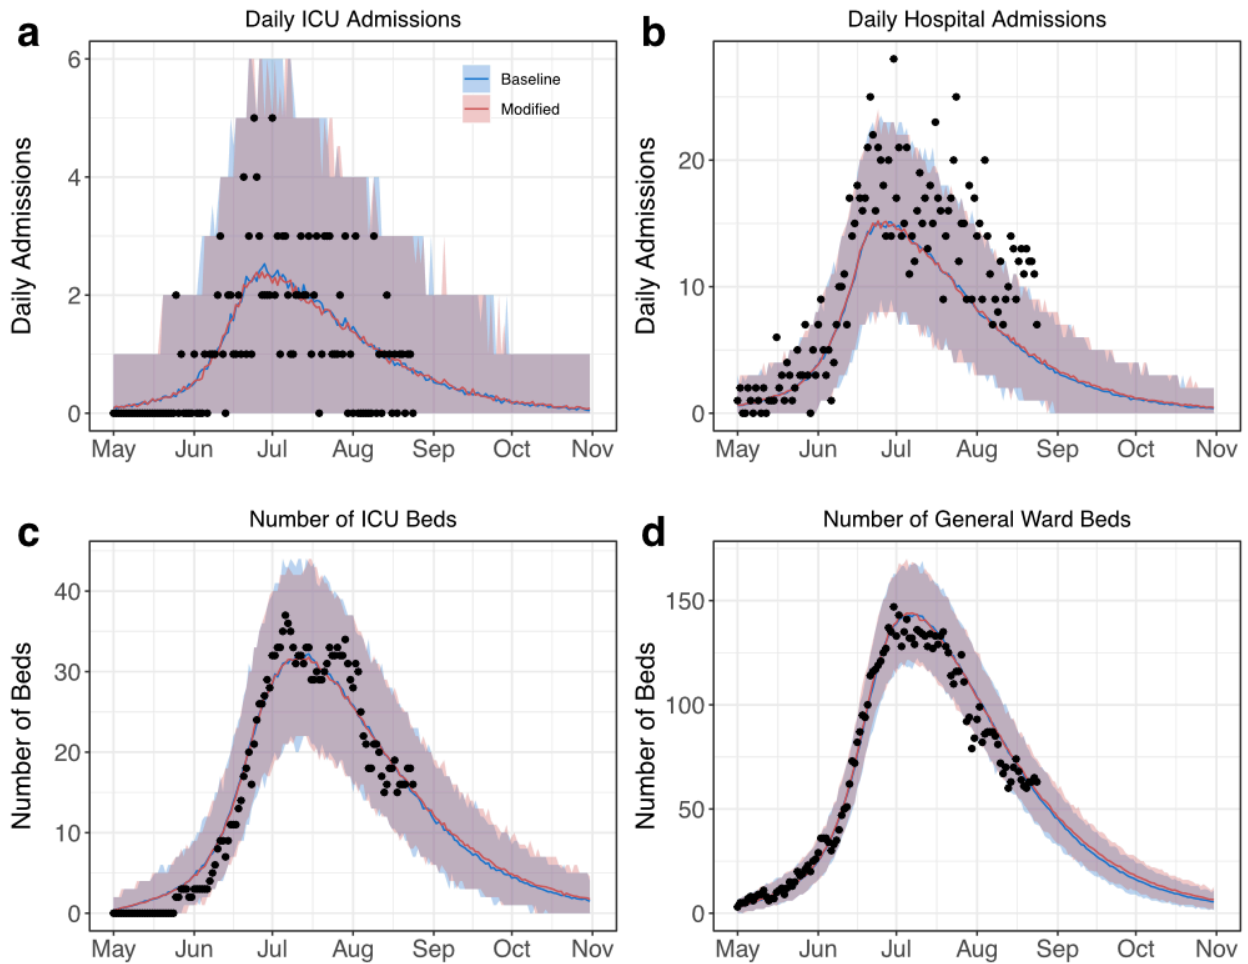 a
Daily ICU Admissions
Daily Admissions
6
4
2
0
Baseline
Modified
May Jun Jul Aug Sep Oct Nov
b
Daily Hospital Admissions
Daily Admissions
20
10
0
May Jun Jul Aug Sep Oct Nov
c
Number of ICU Beds
Number of Beds
40
30
20
10
0
May Jun Jul Aug Sep Oct Nov
d
Number of General Ward Beds
Number of Beds
150
100
50
0
May Jun Jul Aug Sep Oct Nov